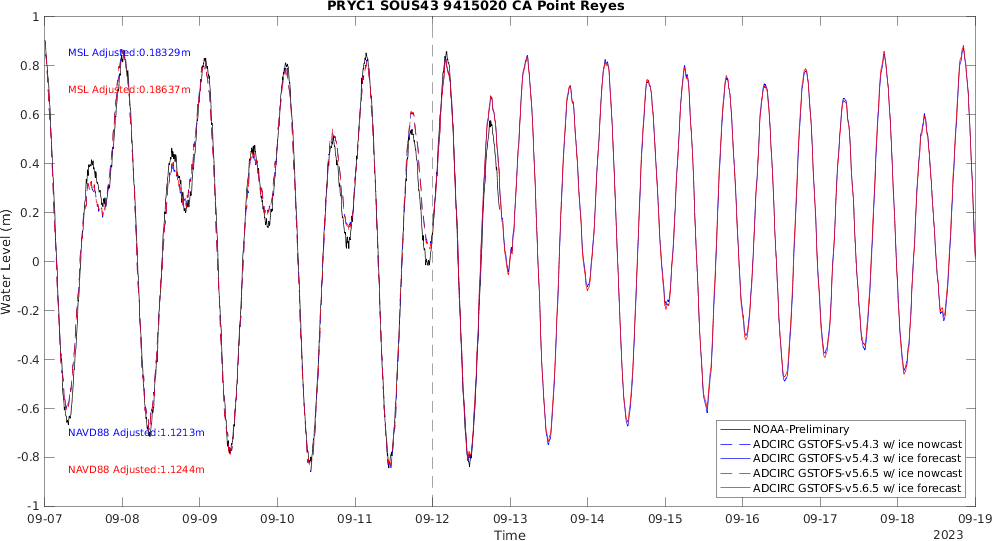 PRYC1 SOUS43 9415020 CA Point Reyes
1
0.8
0.6
0.4
0.2
0
-0.2
-0.4
-0.6
-0.8
-1
Water Level (m)
MSL Adjusted:0.18329m
MSL Adjusted:0.18637m
NAVD88 Adjusted:1.1213m
NAVD88 Adjusted:1.1244m
NOAA-Preliminary
ADCIRC GSTOFS-v5.4.3 w/ ice nowcast
ADCIRC GSTOFS-v5.4.3 w/ ice forecast
ADCIRC GSTOFS-v5.6.5 w/ ice nowcast
ADCIRC GSTOFS-v5.6.5 w/ ice forecast
09-07 09-08 09-09 09-10 09-11 09-12 09-13 09-14 09-15 09-16 09-17 09-18 09-19
Time
2023